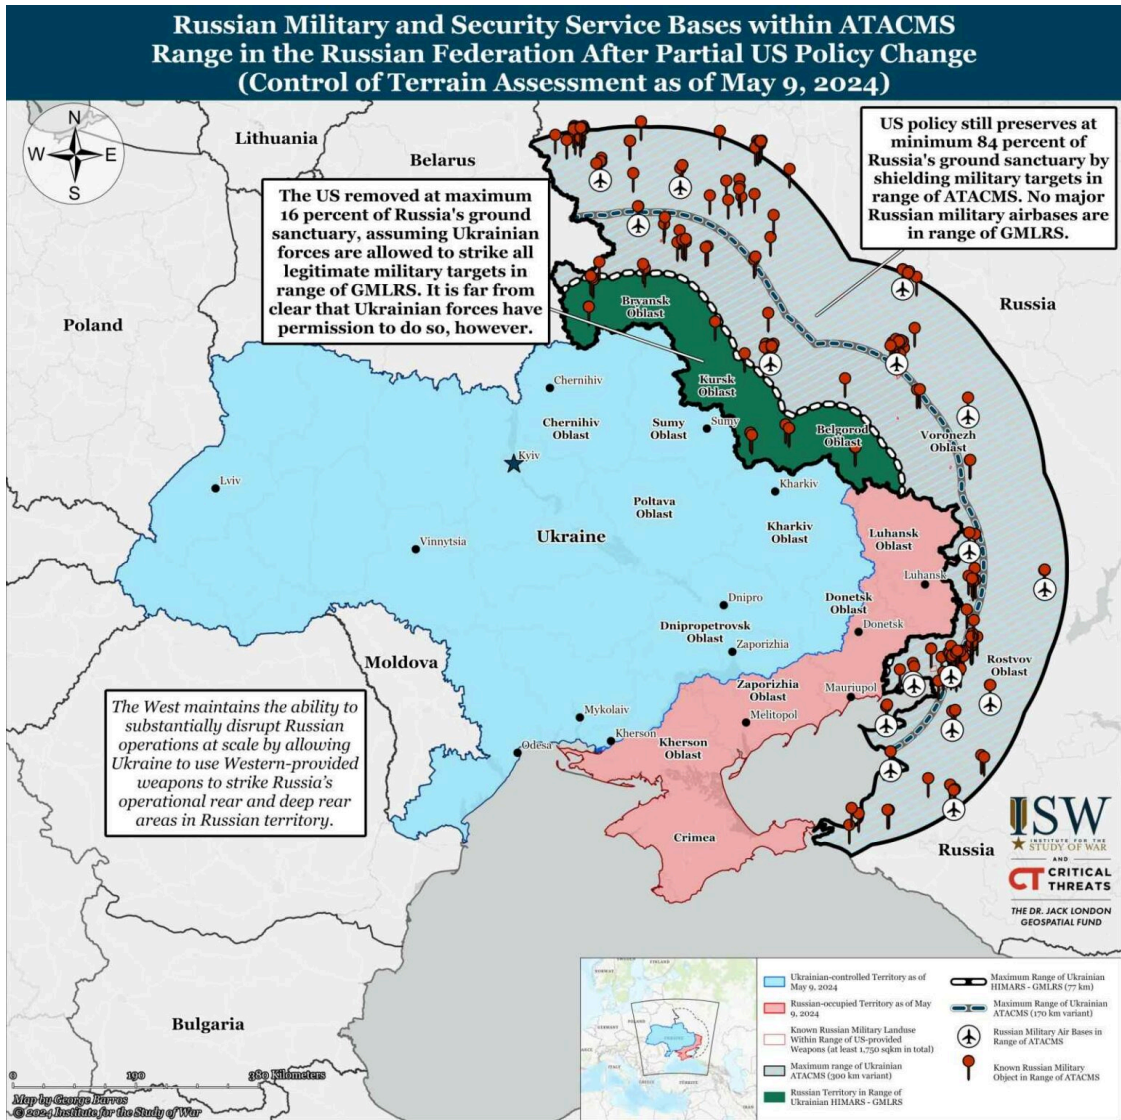 Russian Military and Security Service Bases within ATACMS
Range in the Russian Federation After Partial US Policy Change
(Control of Terrain Assessment as of May 9, 2024)
N
W
E
S
Lithuania
Belarus
Poland
Russia
The US removed at maximum
16 percent of Russia's ground
sanctuary, assuming Ukrainian
forces are allowed to strike all
legitimate military targets in
range of GMLRS. It is far from
clear that Ukrainian forces have
permission to do so, however.
US policy still preserves at
minimum 84 percent of
Russia's ground sanctuary by
shielding military targets in
range of ATACMS. No major
Russian military airbases are
in range of GMLRS.
Bryansk
Oblast
Kursk
Oblast
Belgorod
Oblast
Voronezh
Oblast
Chernihiv
Chernihiv
Oblast
Sumy
Oblast
Sumy
Kyiv
Lviv
Kharkiv
Poltava
Oblast
Kharkiv
Oblast
Ukraine
Vinnytsia
Luhansk
Oblast
Luhansk
Dnipro
Donetsk
Oblast
Donetsk
Dnipropetrovsk
Oblast
Zaporizhia
Rostvov
Oblast
Moldova
Zaporizhia
Oblast
Mauriupol
Melitopol
Mykolaiv
Kherson
Kherson
Oblast
Odesa
Crimea
The West maintains the ability to
substantially disrupt Russian
operations at scale by allowing
Ukraine to use Western-provided
weapons to strike Russia's
operational rear and deep rear
areas in Russian territory.
Russia
Bulgaria
ISW
INSTITUTE FOR THE
STUDY OF WAR
AND
CT CRITICAL
THREATS
THE DR. JACK LONDON
GEOSPATIAL FUND
Ukrainian-controlled Territory as of
May 9, 2024
Russian-occupied Territory as of May
9, 2024
Known Russian Military Landuse
Within Range of US-provided
Weapons (at least 1,750 sqkm in total)
Maximum range of Ukrainian
ATACMS (300 km variant)
Russian Territory in Range of
Ukrainian HIMARS - GMLRS
Maximum Range of Ukrainian
HIMARS - GMLRS (77 km)
Maximum Range of Ukrainian
ATACMS (170 km variant)
Russian Military Air Bases in
Range of ATACMS
Known Russian Military
Object in Range of ATACMS
0 190 380 Kilometers
Map by George Barros
© 2024 Institute for the Study of War